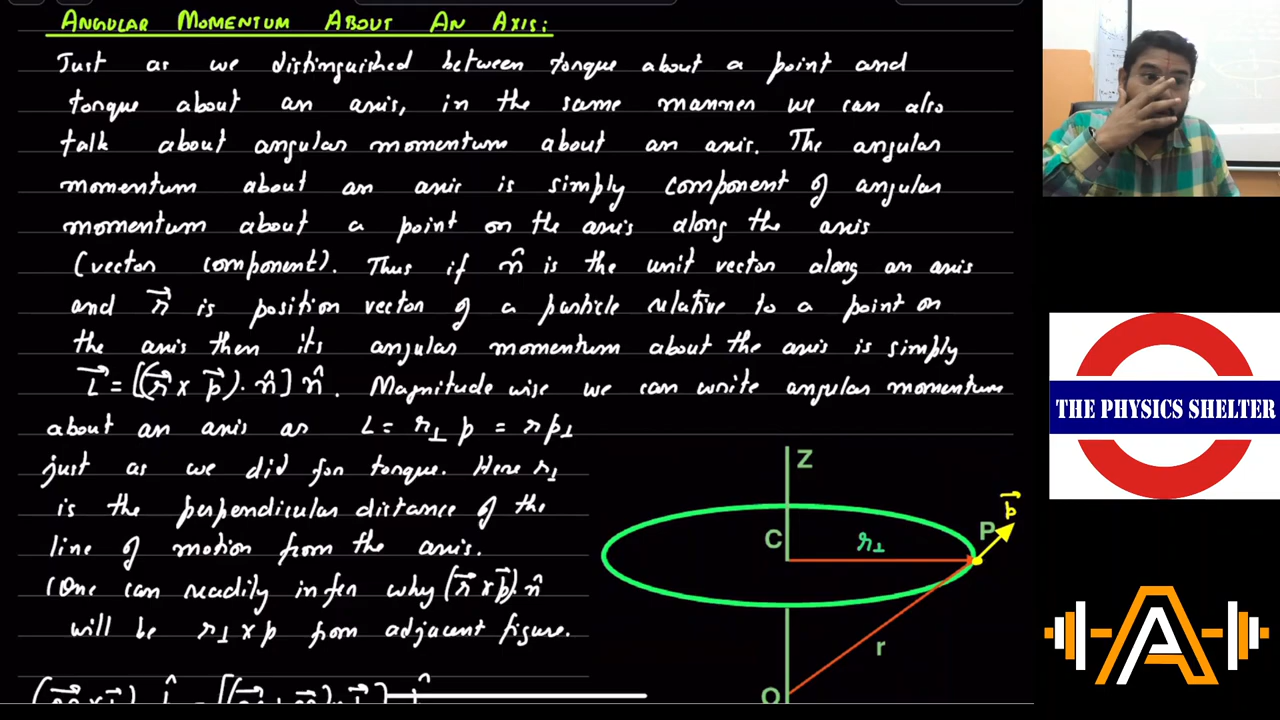 ANGULAR MOMENTUM ABOUT AN AXIS:
Just as we distinguished between torque about a point and
torque about an axis, in the same manner we can also
talk about angular momentum about an axis. The angular
momentum about an axis is simply component of angular
momentum about a point on the axis along the axis
(vector component). Thus if n̂ is the unit vector along an axis
and r⃗ is position vector of a particle relative to a point on
the axis then its angular momentum about the axis is simply
L⃗ = [(r⃗ × p⃗). n̂] n̂. Magnitude wise we can write angular momentum
about an axis as L = r⊥ p = r p⊥
just as we did for torque. Here r⊥
is the perpendicular distance of the
line of motion from the axis.
(One can readily infer why (r⃗ × p⃗). n̂
will be r⊥ × p from adjacent figure.
Z
p⃗
P
C
r⊥
r
O
THE PHYSICS SHELTER